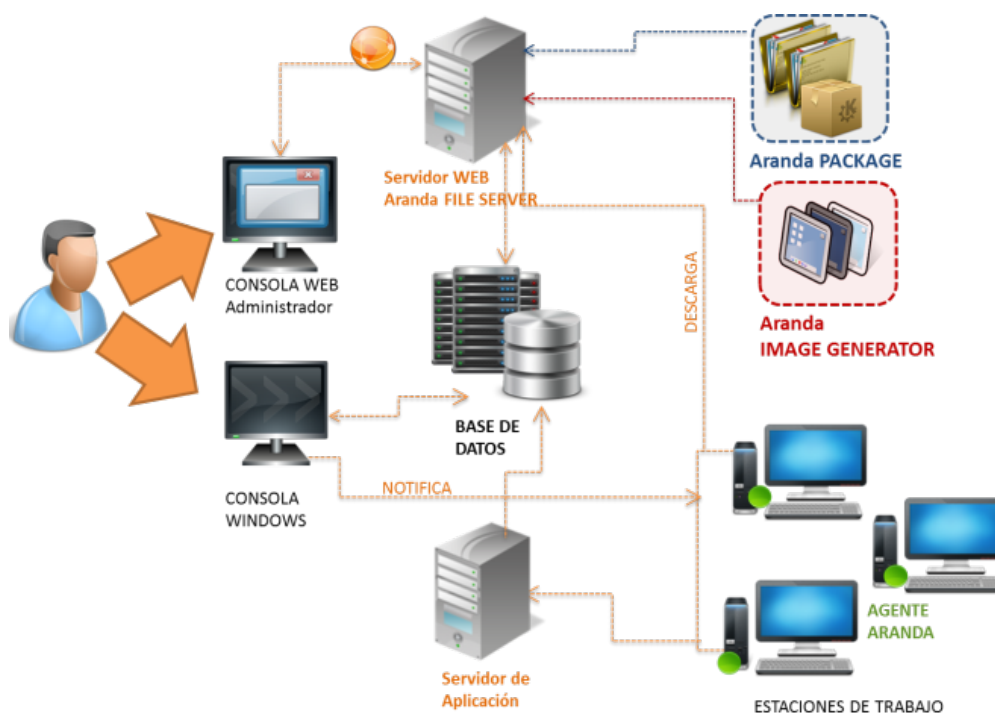 Aranda PACKAGE
Servidor WEB
Aranda FILE SERVER
CONSOLA WEB
Administrador
DESCARGA
Aranda
IMAGE GENERATOR
BASE DE
DATOS
NOTIFICA
CONSOLA
WINDOWS
AGENTE
ARANDA
Servidor de
Aplicación
ESTACIONES DE TRABAJO